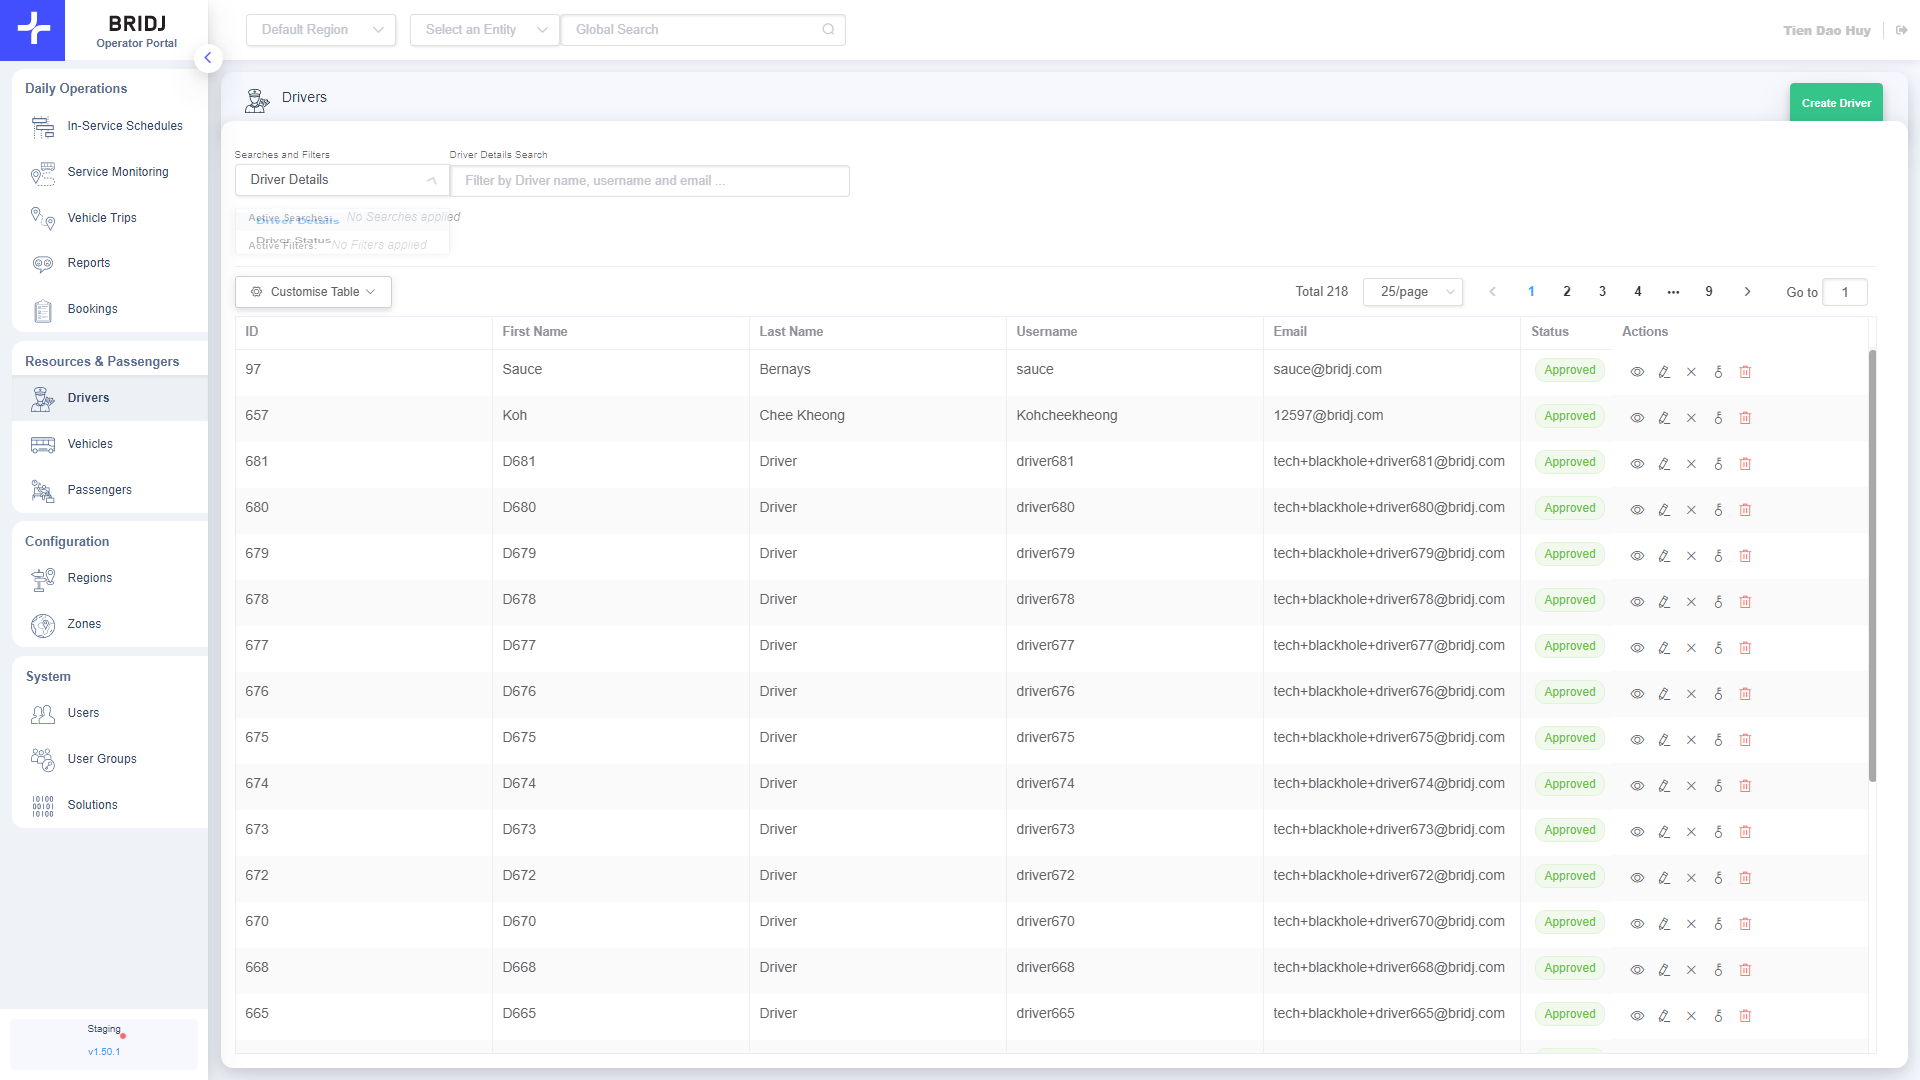 BRIDJ
Operator Portal
Default Region
Select an Entity
Global Search
Tien Dao Huy
Daily Operations
In-Service Schedules
Service Monitoring
Vehicle Trips
Reports
Bookings
Resources & Passengers
Drivers
Vehicles
Passengers
Configuration
Regions
Zones
System
Users
User Groups
Solutions
Staging
v1.50.1
Drivers
Create Driver
Searches and Filters
Driver Details Search
Driver Details
Filter by Driver name, username and email ...
Active Searches: No Searches applied
Driver Details
Driver Status
Active Filters: No Filters applied
Customise Table
Total 218 25/page 1 2 3 4 ••• 9 Go to 1
ID First Name Last Name Username Email Status Actions
97 Sauce Bernays sauce sauce@bridj.com Approved
657 Koh Chee Kheong Kohcheekheong 12597@bridj.com Approved
681 D681 Driver driver681 tech+blackhole+driver681@bridj.com Approved
680 D680 Driver driver680 tech+blackhole+driver680@bridj.com Approved
679 D679 Driver driver679 tech+blackhole+driver679@bridj.com Approved
678 D678 Driver driver678 tech+blackhole+driver678@bridj.com Approved
677 D677 Driver driver677 tech+blackhole+driver677@bridj.com Approved
676 D676 Driver driver676 tech+blackhole+driver676@bridj.com Approved
675 D675 Driver driver675 tech+blackhole+driver675@bridj.com Approved
674 D674 Driver driver674 tech+blackhole+driver674@bridj.com Approved
673 D673 Driver driver673 tech+blackhole+driver673@bridj.com Approved
672 D672 Driver driver672 tech+blackhole+driver672@bridj.com Approved
670 D670 Driver driver670 tech+blackhole+driver670@bridj.com Approved
668 D668 Driver driver668 tech+blackhole+driver668@bridj.com Approved
665 D665 Driver driver665 tech+blackhole+driver665@bridj.com Approved